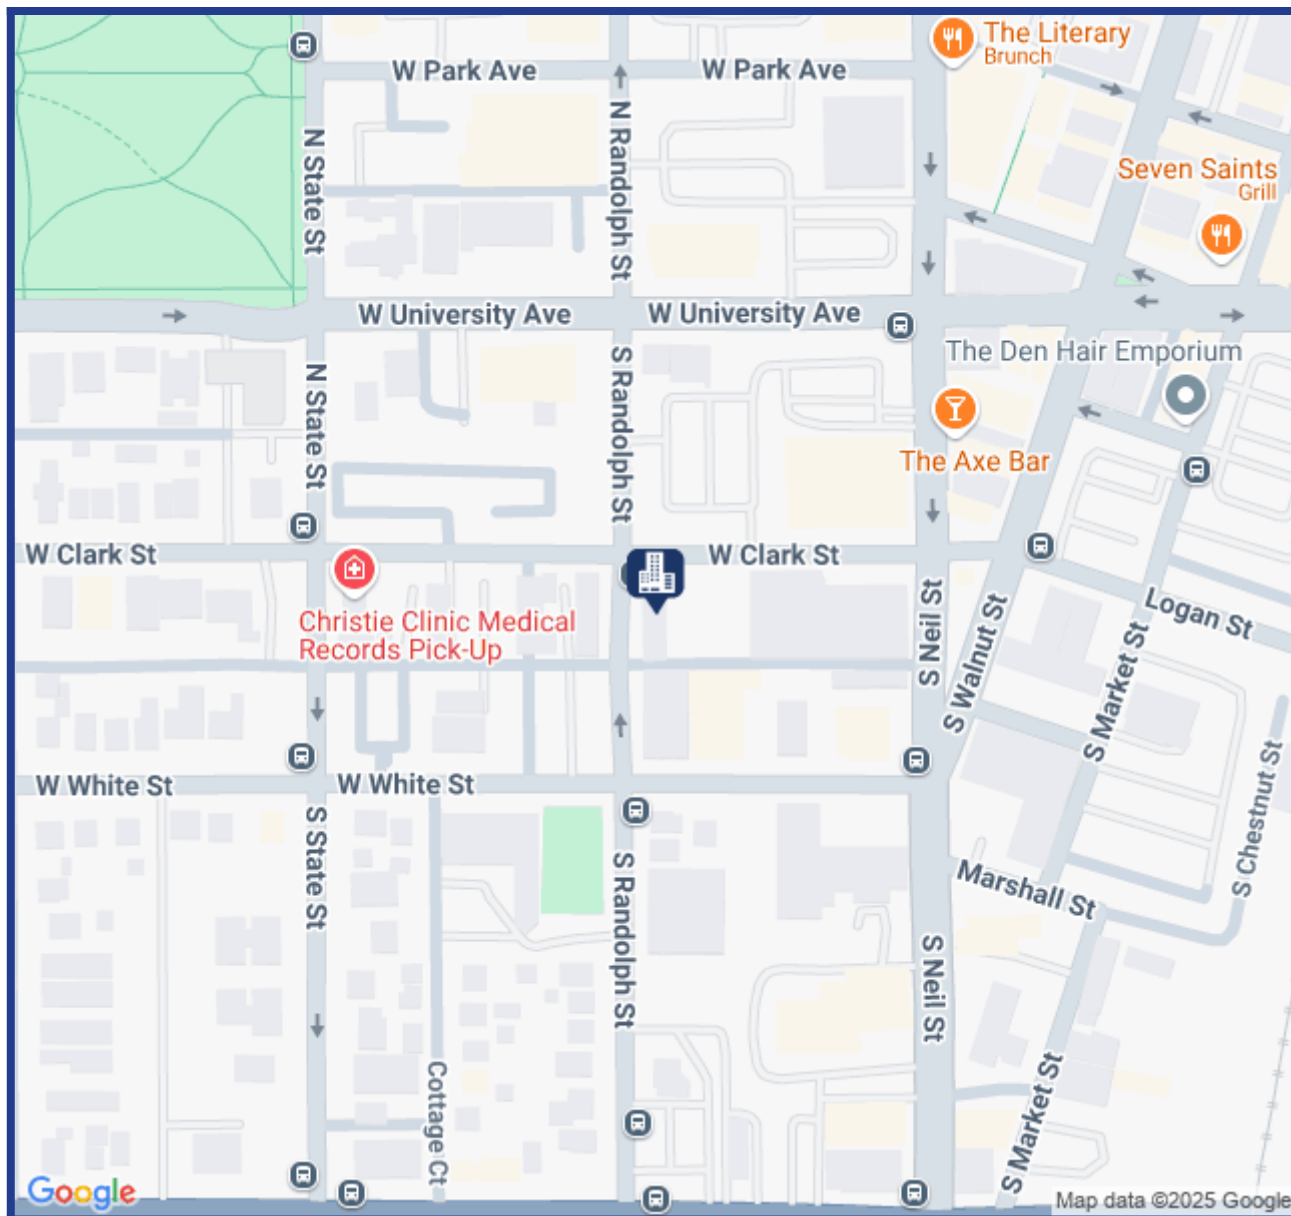 The Literary
Brunch
W Park Ave
W Park Ave
N State St
N Randolph St
Seven Saints
Grill
W University Ave
W University Ave
The Den Hair Emporium
N State St
S Randolph St
The Axe Bar
W Clark St
W Clark St
Christie Clinic Medical
Records Pick-Up
Logan St
S Neil St
S Walnut St
S Market St
W White St
W White St
S Chestnut St
S State St
S Randolph St
Marshall St
S Neil St
Cottage Ct
S Market St
Google
Map data ©2025 Google